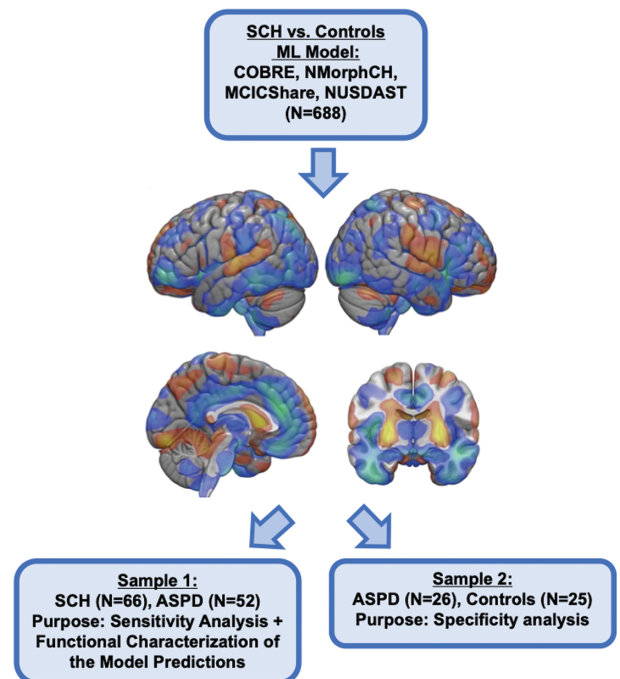 SCH vs. Controls
ML Model:
COBRE, NMorphCH,
MCICShare, NUSDAST
(N=688)
Sample 1:
SCH (N=66), ASPD (N=52)
Purpose: Sensitivity Analysis +
Functional Characterization of
the Model Predictions
Sample 2:
ASPD (N=26), Controls (N=25)
Purpose: Specificity analysis